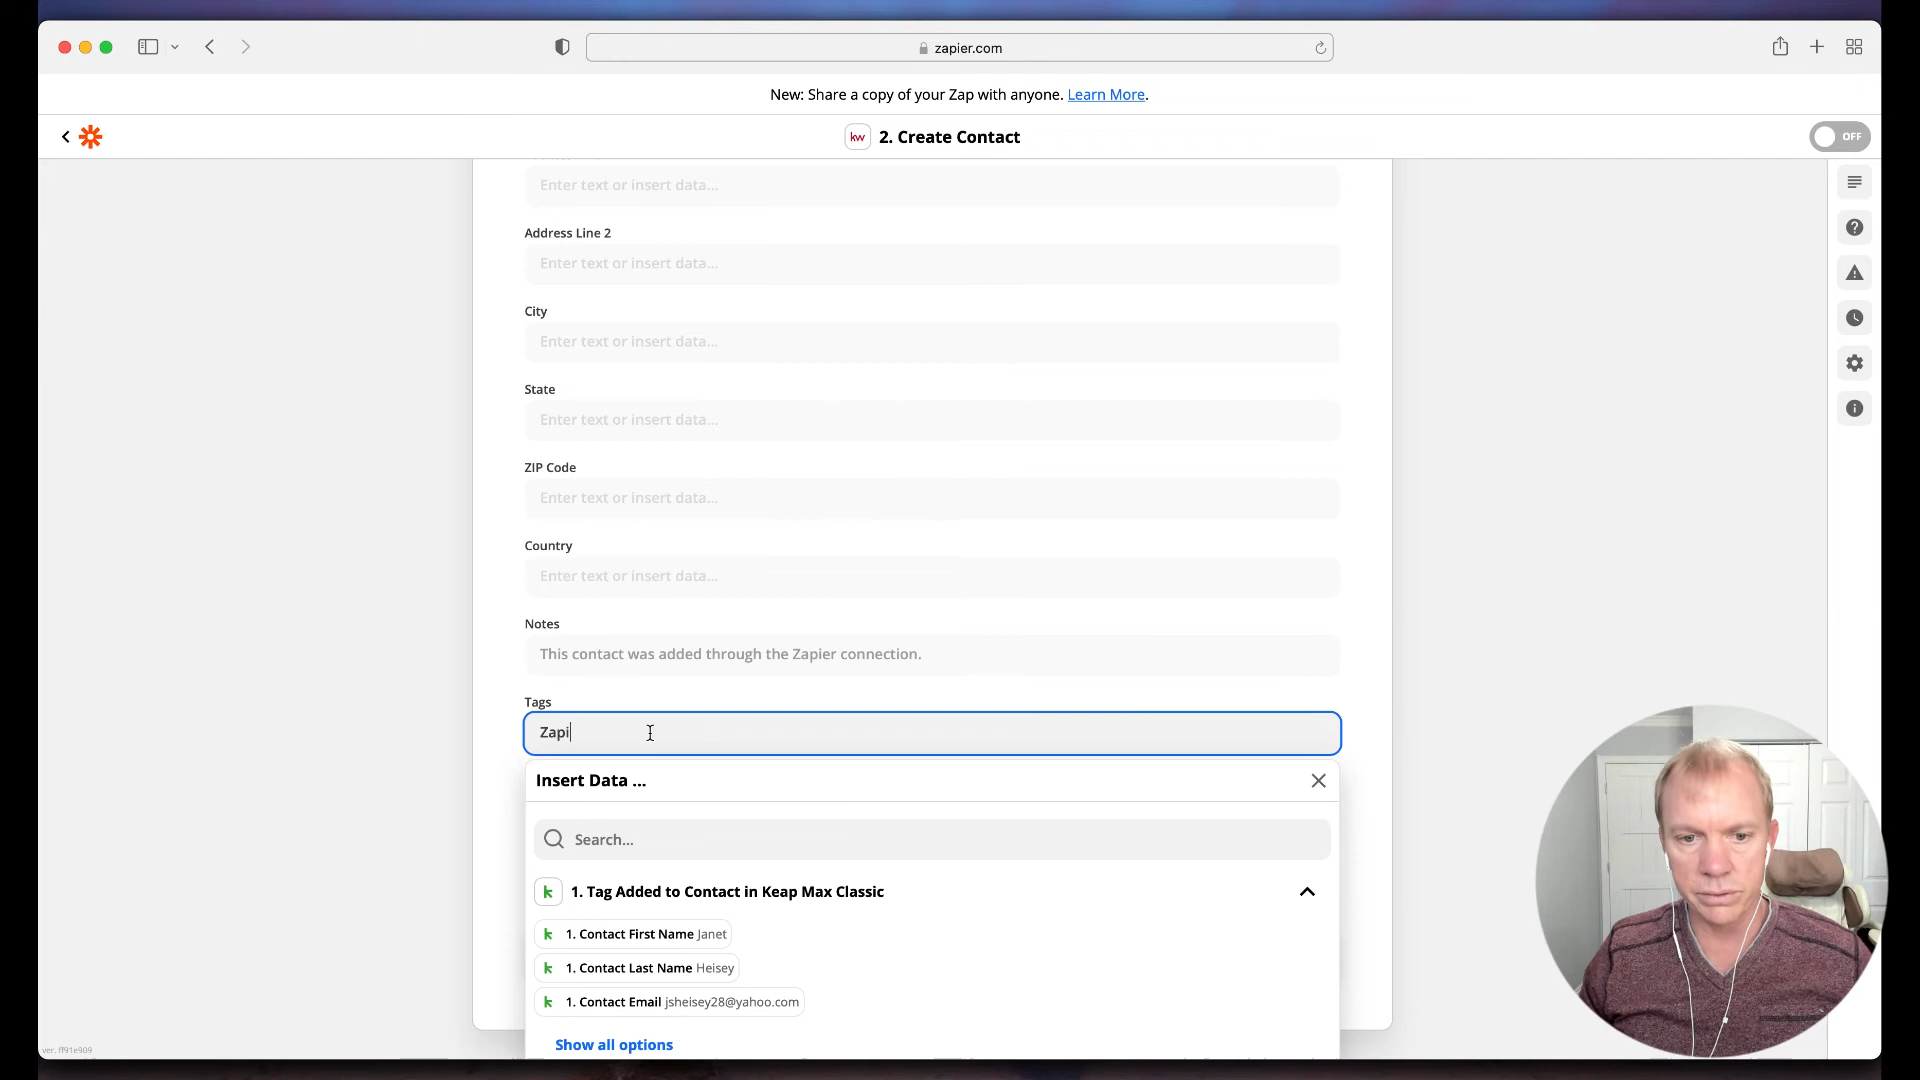 zapier.com
New: Share a copy of your Zap with anyone. Learn More.
kw 2. Create Contact
OFF
Enter text or insert data...
Address Line 2
Enter text or insert data...
City
Enter text or insert data...
State
Enter text or insert data...
ZIP Code
Enter text or insert data...
Country
Enter text or insert data...
Notes
This contact was added through the Zapier connection.
Tags
Zapi
Insert Data ...
Search...
k 1. Tag Added to Contact in Keap Max Classic
k 1. Contact First Name Janet
k 1. Contact Last Name Heisey
k 1. Contact Email jsheisey28@yahoo.com
Show all options
ver. ff91e909